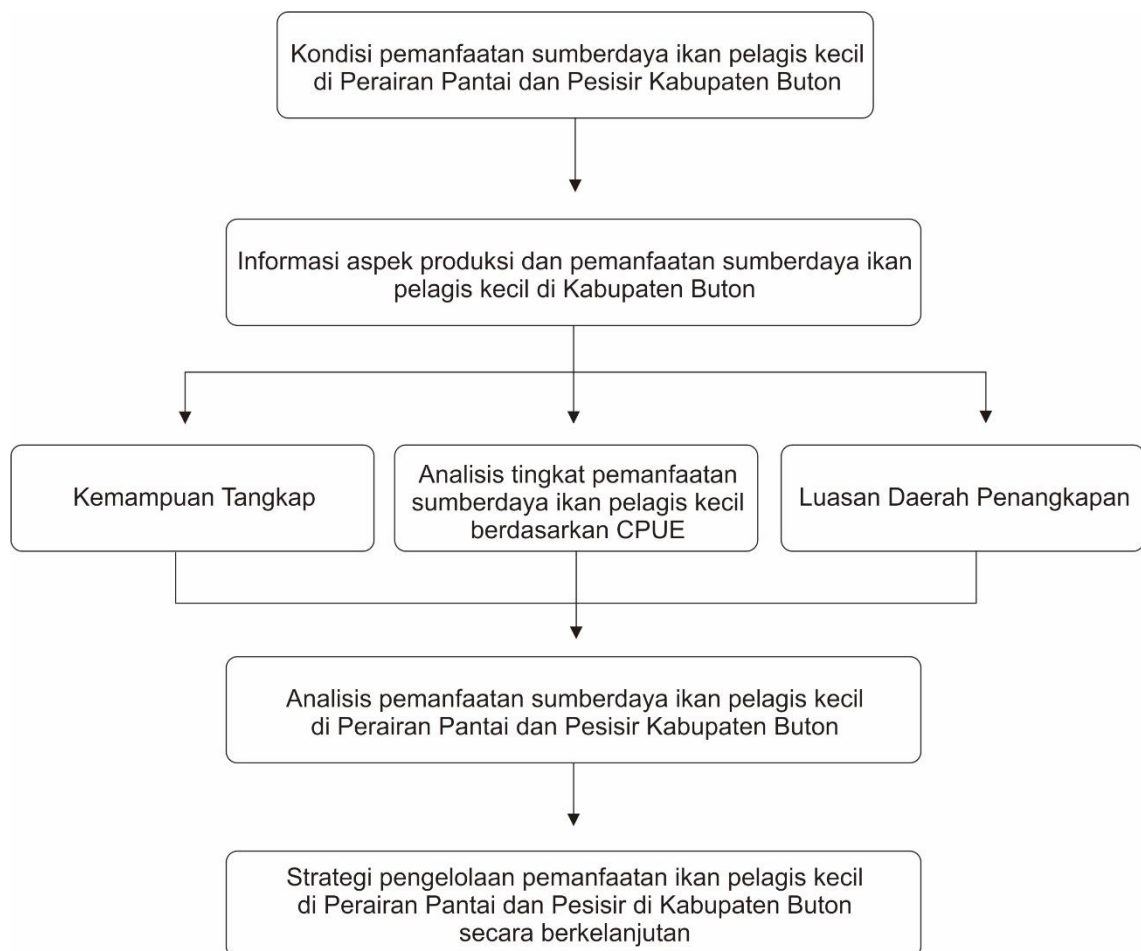 Kondisi pemanfaatan sumberdaya ikan pelagis kecil
di Perairan Pantai dan Pesisir Kabupaten Buton
Informasi aspek produksi dan pemanfaatan sumberdaya ikan
pelagis kecil di Kabupaten Buton
Kemampuan Tangkap
Analisis tingkat pemanfaatan
sumberdaya ikan pelagis kecil
berdasarkan CPUE
Luasan Daerah Penangkapan
Analisis pemanfaatan sumberdaya ikan pelagis kecil
di Perairan Pantai dan Pesisir Kabupaten Buton
Strategi pengelolaan pemanfaatan ikan pelagis kecil
di Perairan Pantai dan Pesisir di Kabupaten Buton
secara berkelanjutan